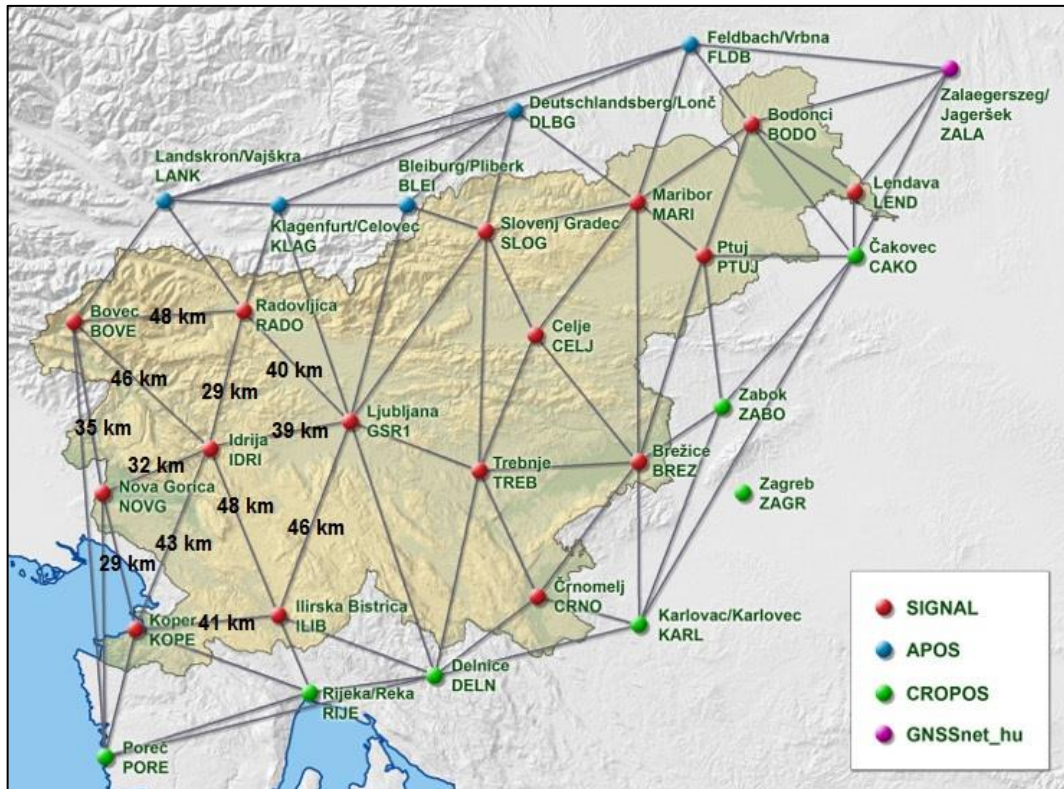 Feldbach/Vrbna
FLDB
Zalaegerszeg/
Jageršek
ZALA
Deutschlandsberg/Lonč
DLBG
Bodonci
BODO
Landskron/Vajškra
LANK
Bleiburg/Pliberk
BLEI
Klagenfurt/Celovec
KLAG
Slovenj Gradec
SLOG
Maribor
MARI
Lendava
LEND
Ptuj
PTUJ
Čakovec
CAKO
Bovec
BOVE
48 km
Radovljica
RADO
Celje
CELJ
46 km
40 km
29 km
35 km
39 km
Ljubljana
GSR1
Zabok
ZABO
Idrija
IDRI
32 km
Nova Gorica
NOVG
Trebnje
TREB
Brežice
BREZ
Zagreb
ZAGR
48 km
46 km
43 km
29 km
Koper
KOPE
41 km
Ilirska Bistrica
ILIB
Črnomelj
CRNO
Karlovac/Karlovec
KARL
Delnice
DELN
Rijeka/Reka
RIJE
Poreč
PORE
SIGNAL
APOS
CROPOS
GNSSnet_hu